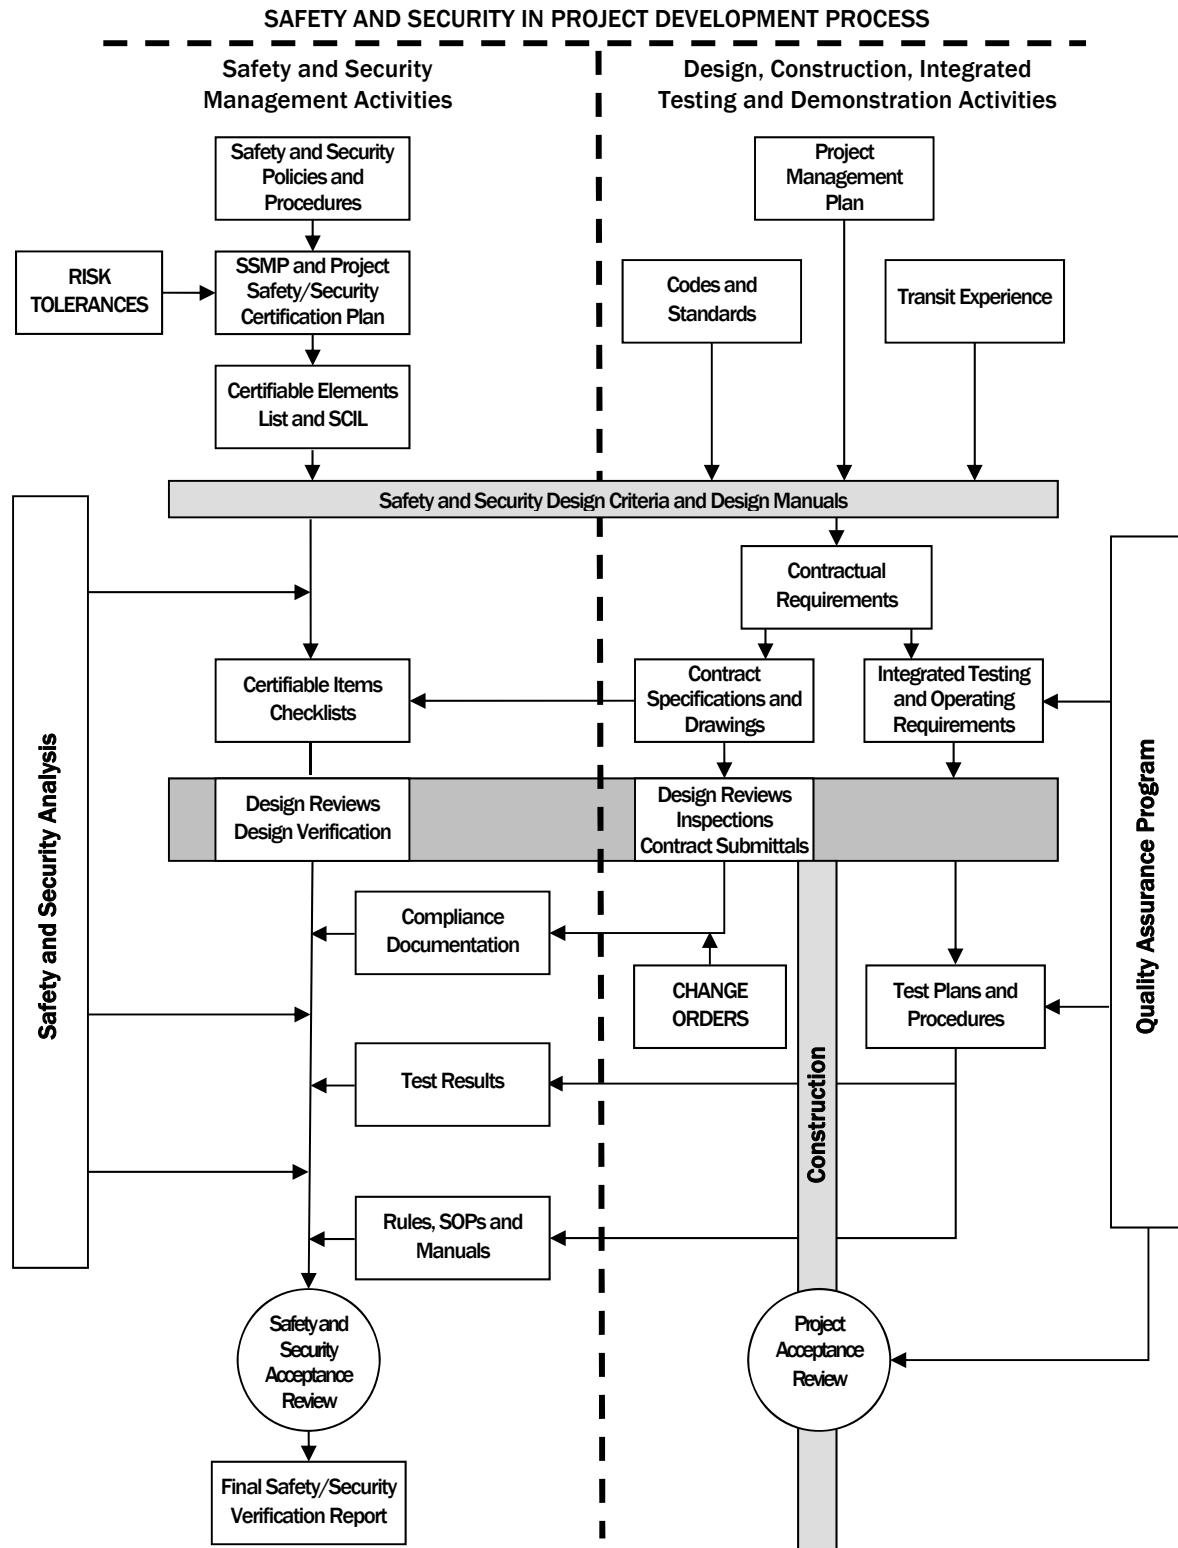 SAFETY AND SECURITY IN PROJECT DEVELOPMENT PROCESS
Safety and Security
Management Activities
Design, Construction, Integrated
Testing and Demonstration Activities
Safety and Security
Policies and
Procedures
Project
Management
Plan
RISK
TOLERANCES
SSMP and Project
Safety/Security
Certification Plan
Codes and
Standards
Transit Experience
Certifiable Elements
List and SCIL
Safety and Security Design Criteria and Design Manuals
Contractual
Requirements
Certifiable Items
Checklists
Contract
Specifications and
Drawings
Integrated Testing
and Operating
Requirements
Safety and Security Analysis
Quality Assurance Program
Design Reviews
Design Verification
Design Reviews
Inspections
Contract Submittals
Compliance
Documentation
CHANGE
ORDERS
Test Plans and
Procedures
Test Results
Construction
Rules, SOPs and
Manuals
Safety and
Security
Acceptance
Review
Project
Acceptance
Review
Final Safety/Security
Verification Report